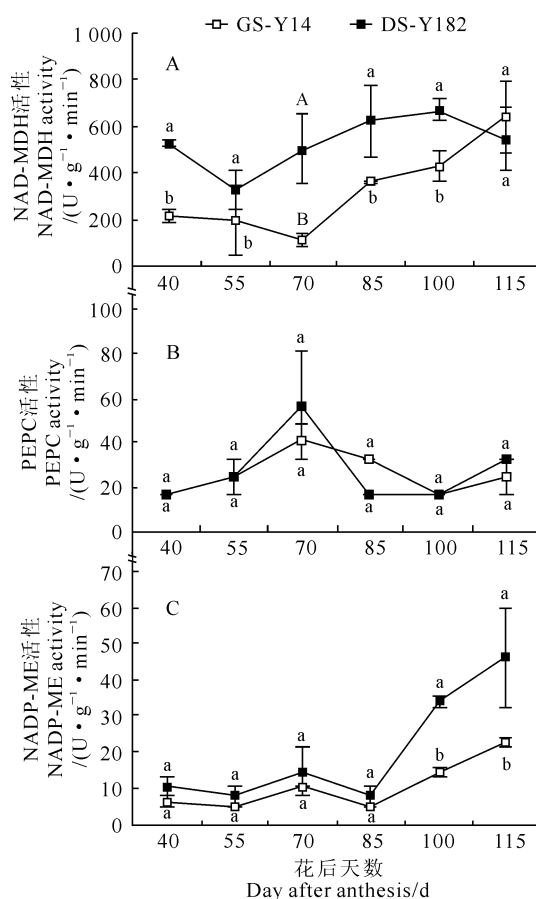 GS-Y14 DS-Y182
NAD-MDH活性
NAD-MDH activity
/(U·g⁻¹·min⁻¹)
1 000
800
600
400
200
0
A
a
a
A
a
a
a
b
b
B
b
b
a
40 55 70 85 100 115
PEPC活性
PEPC activity
/(U·g⁻¹·min⁻¹)
100
80
60
40
20
0
B
a
a
a
a
a
a
a
a
a
a
a
a
40 55 70 85 100 115
NADP-ME活性
NADP-ME activity
/(U·g⁻¹·min⁻¹)
70
60
50
40
30
20
10
0
C
a
a
a
a
a
a
a
a
a
a
b
b
40 55 70 85 100 115
花后天数
Day after anthesis/d